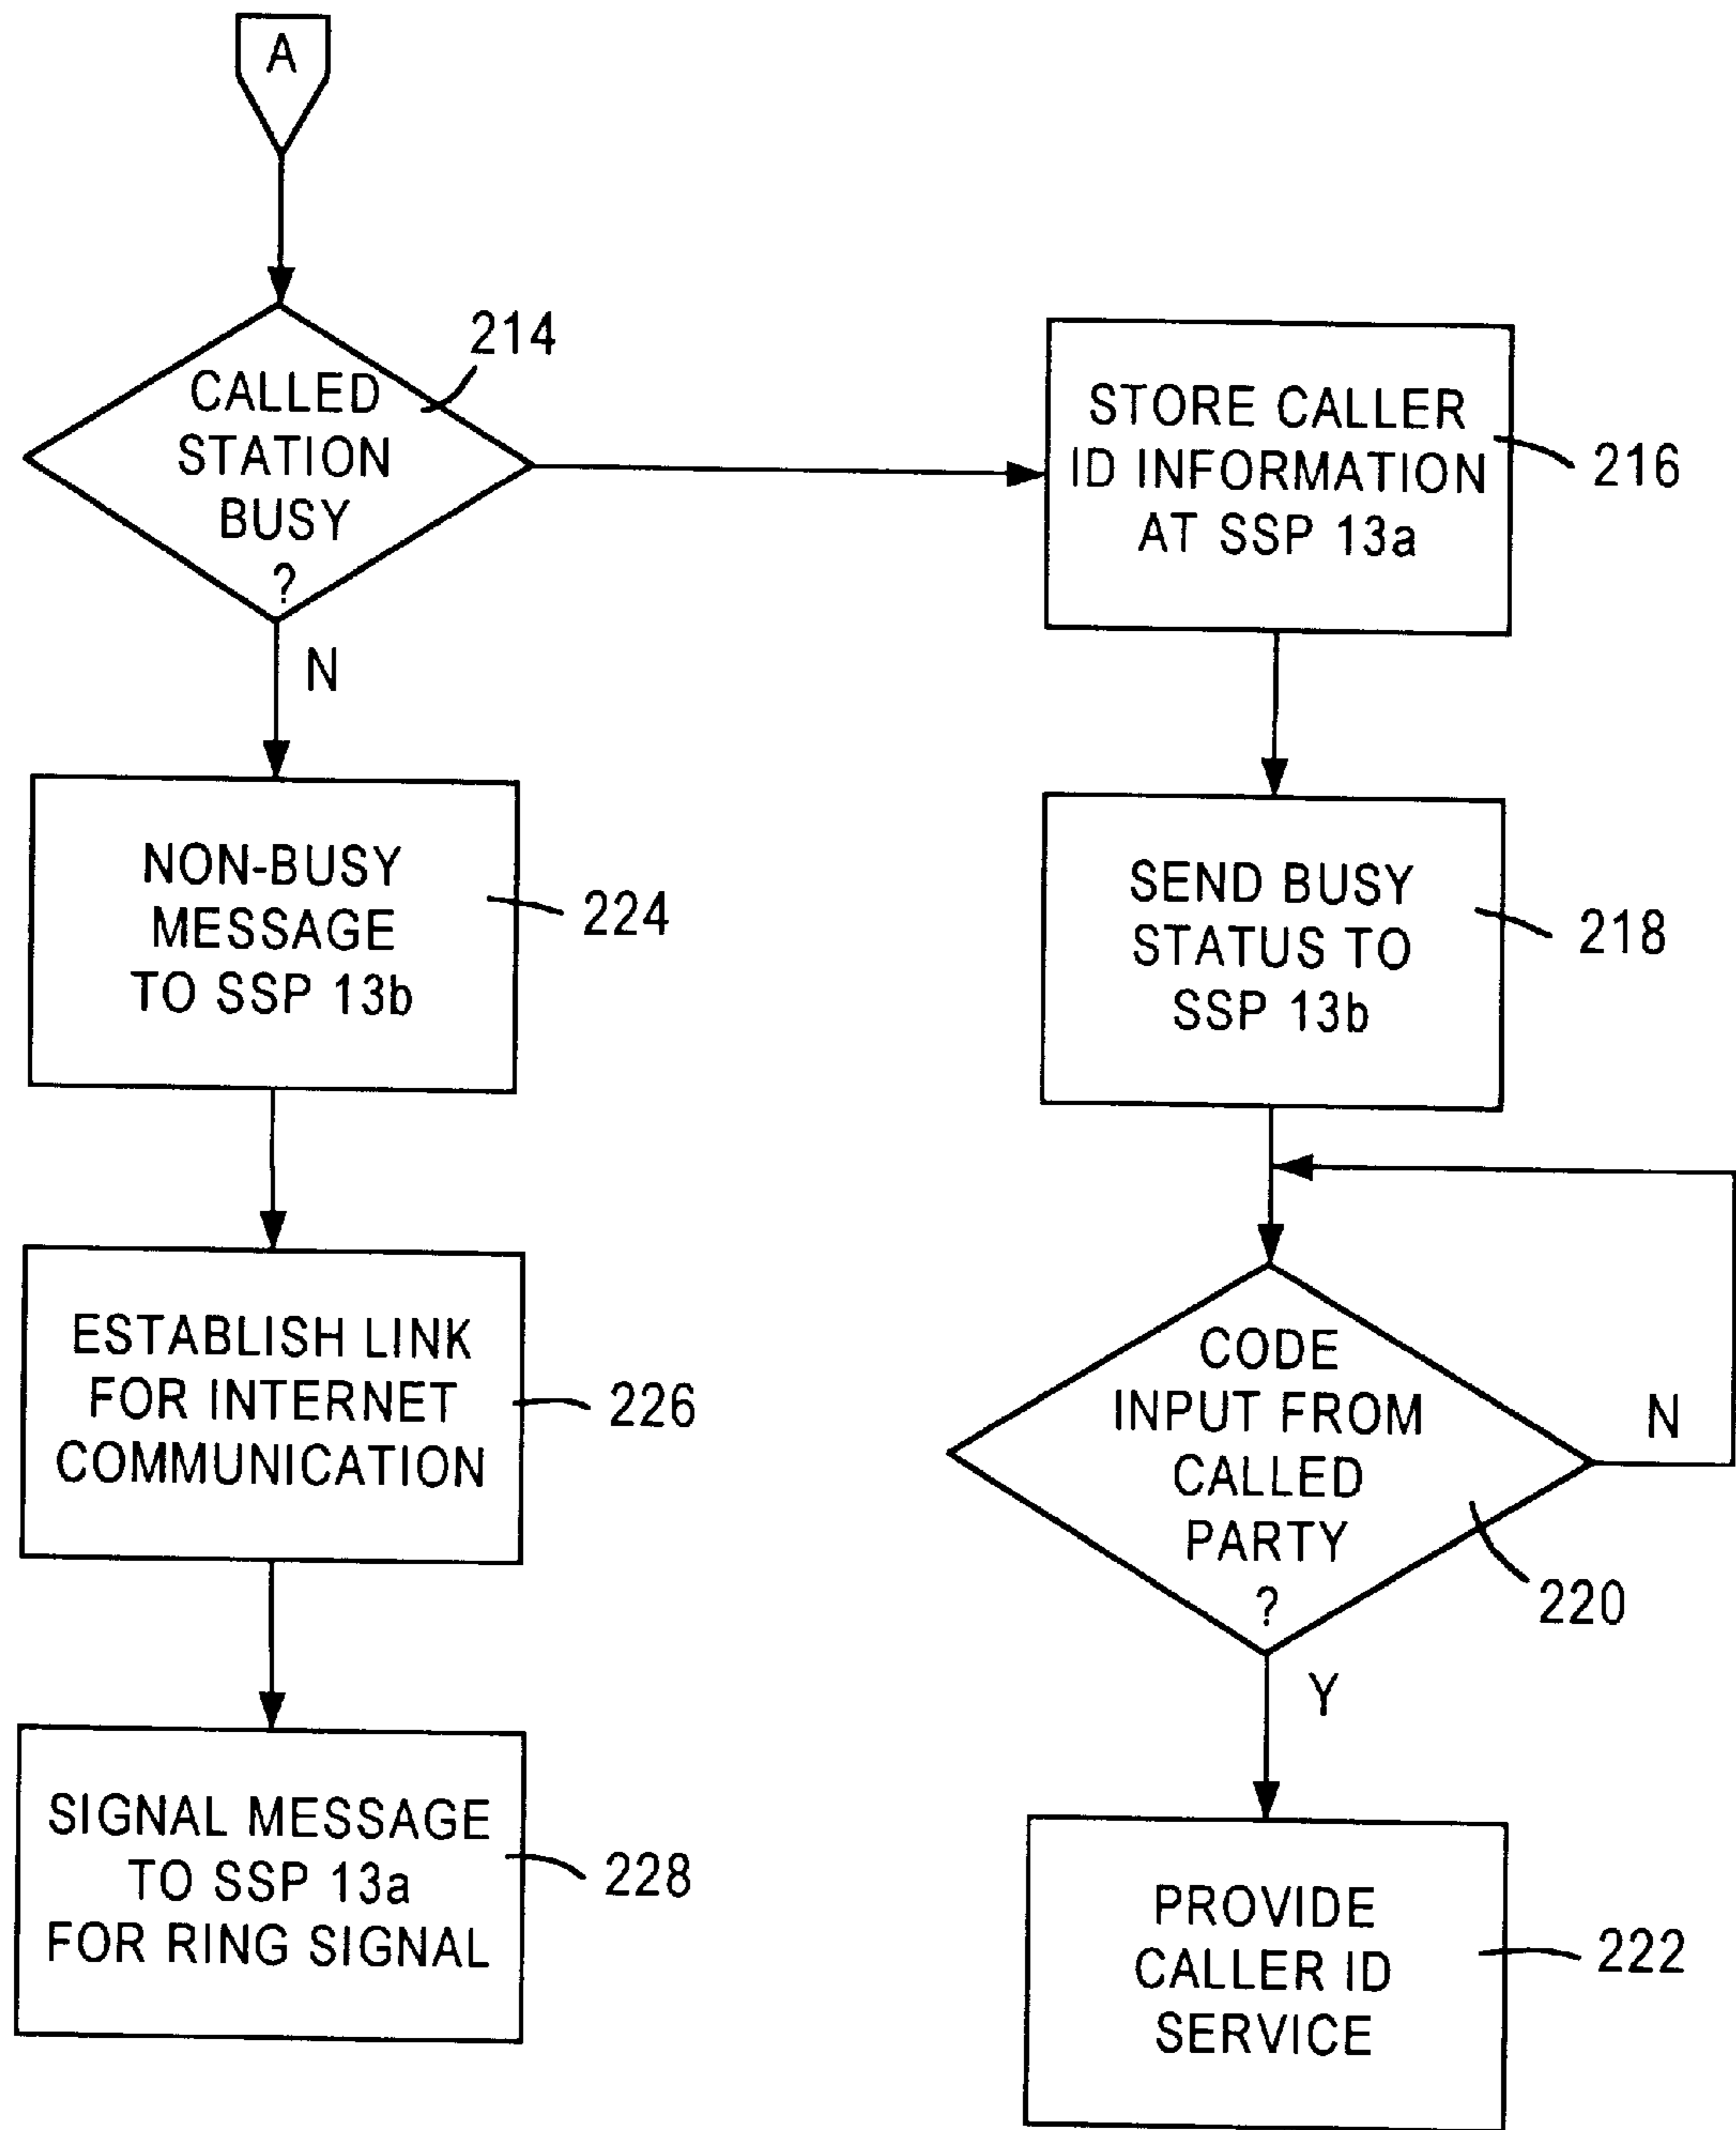 A
CALLED
STATION
BUSY
?
214
N
STORE CALLER
ID INFORMATION
AT SSP 13a
216
NON-BUSY
MESSAGE
TO SSP 13b
224
SEND BUSY
STATUS TO
SSP 13b
218
ESTABLISH LINK
FOR INTERNET
COMMUNICATION
226
CODE
INPUT FROM
CALLED
PARTY
?
N
220
Y
SIGNAL MESSAGE
TO SSP 13a
FOR RING SIGNAL
228
PROVIDE
CALLER ID
SERVICE
222